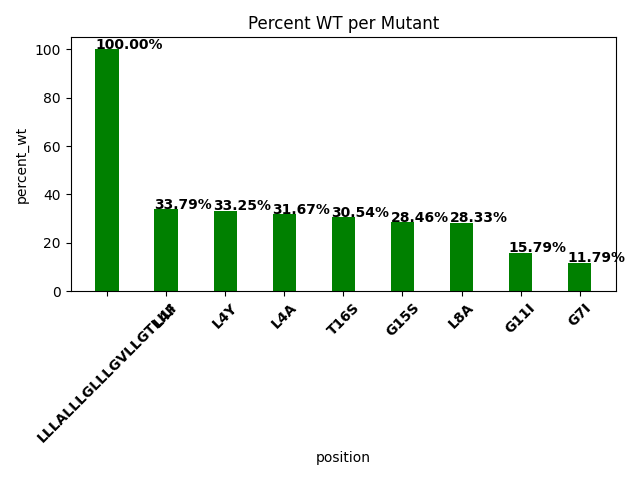 Percent WT per Mutant
percent_wt
100
80
60
40
20
0
100.00%
33.79%
33.25%
31.67%
30.54%
28.46%
28.33%
15.79%
11.79%
L4Y
L4A
T16S
G15S
L8A
G11I
G7I
position